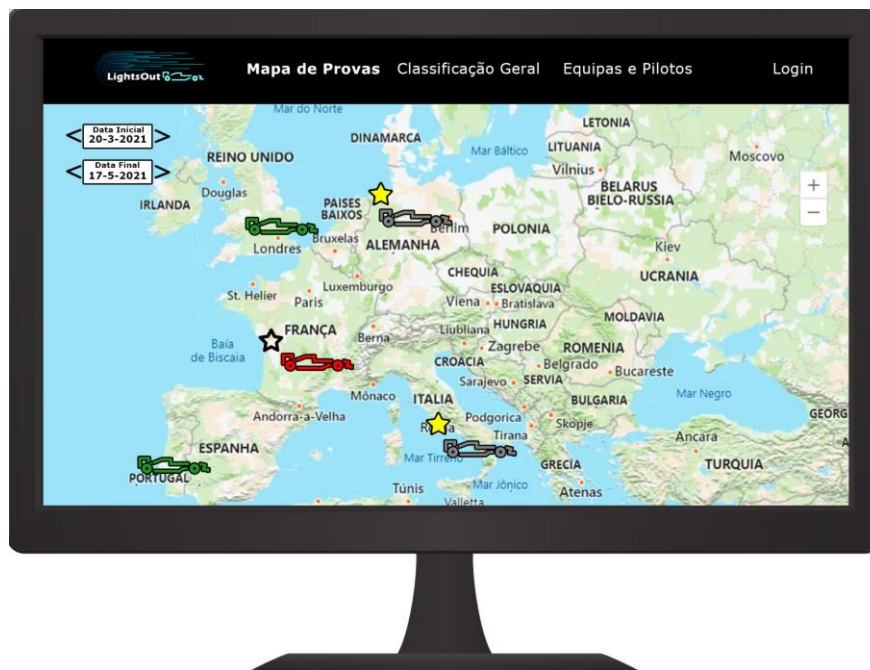 LightsOut
Mapa de Provas
Classificação Geral
Equipas e Pilotos
Login
Data Inicial
20-3-2021
Data Final
17-5-2021
+
−
Mar do Norte
DINAMARCA
Mar Báltico
LETONIA
LITUANIA
Vilnius
Moscovo
REINO UNIDO
Douglas
IRLANDA
PAISES
BAIXOS
BELARUS
BIELO-RUSSIA
Londres
Bruxelas
ALEMANHA
POLONIA
Kiev
UCRANIA
CHEQUIA
ESLOVAQUIA
Luxemburgo
St. Helier
Paris
Viena
Bratislava
MOLDAVIA
FRANÇA
Berna
Liubliana
HUNGRIA
Baía
de Biscaia
Zagrebe
ROMENIA
CROACIA
Belgrado
Bucareste
Sarajevo
SERVIA
Mónaco
ITALIA
BULGARIA
Mar Negro
Andorra-a-Velha
Podgorica
Skopje
GEORG
Tirana
Ancara
ESPANHA
Mar Tirreno
GRECIA
TURQUIA
PORTUGAL
Tunis
Mar Jónico
Atenas
Valletta